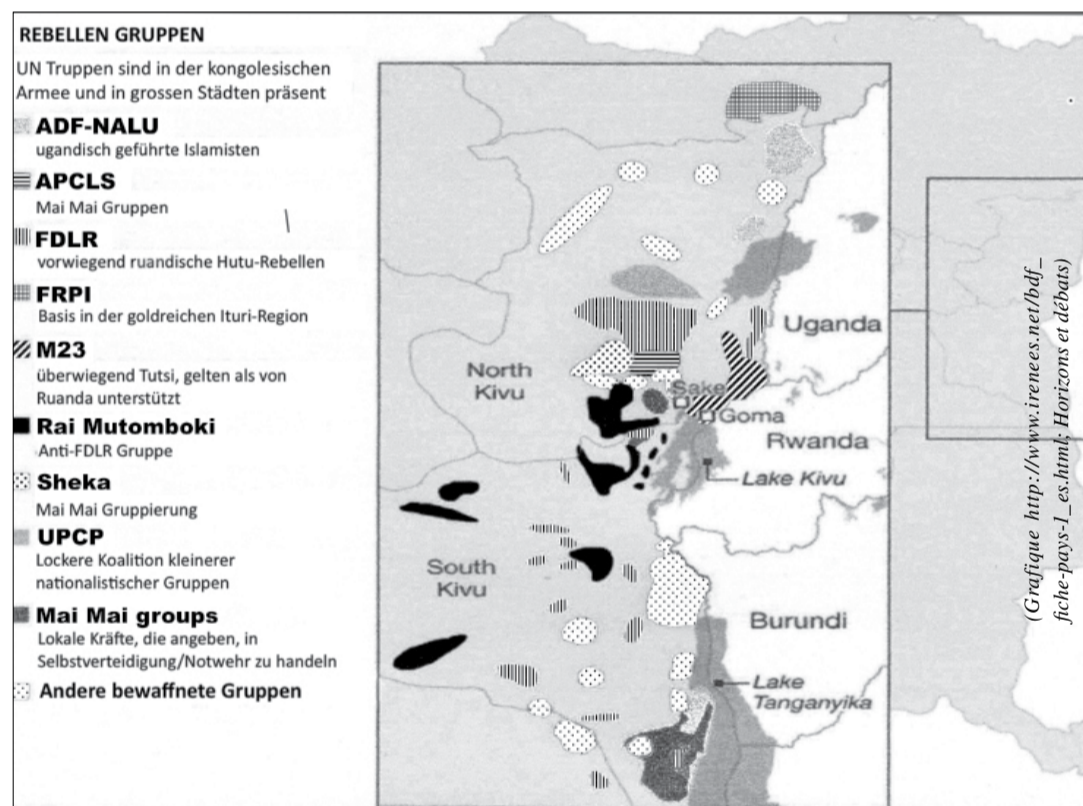 REBELLEN GRUPPEN
UN Truppen sind in der kongolesischen
Armee und in grossen Städten präsent
ADF-NALU
ugandisch geführte Islamisten
APCLS
Mai Mai Gruppen
FDLR
vorwiegend ruandische Hutu-Rebellen
FRPI
Basis in der goldreichen Ituri-Region
M23
überwiegend Tutsi, gelten als von
Ruanda unterstützt
Rai Mutomboki
Anti-FDLR Gruppe
Sheka
Mai Mai Gruppierung
UPCP
Lockere Koalition kleinerer
nationalistischer Gruppen
Mai Mai groups
Lokale Kräfte, die angeben, in
Selbstverteidigung/Notwehr zu handeln
Andere bewaffnete Gruppen
Uganda
North
Kivu
Sake
Goma
Rwanda
Lake Kivu
South
Kivu
Burundi
Lake
Tanganyika
(Grafique http://www.irenees.net/bdf_
fiche-pays-1_es.html; Horizons et débats)